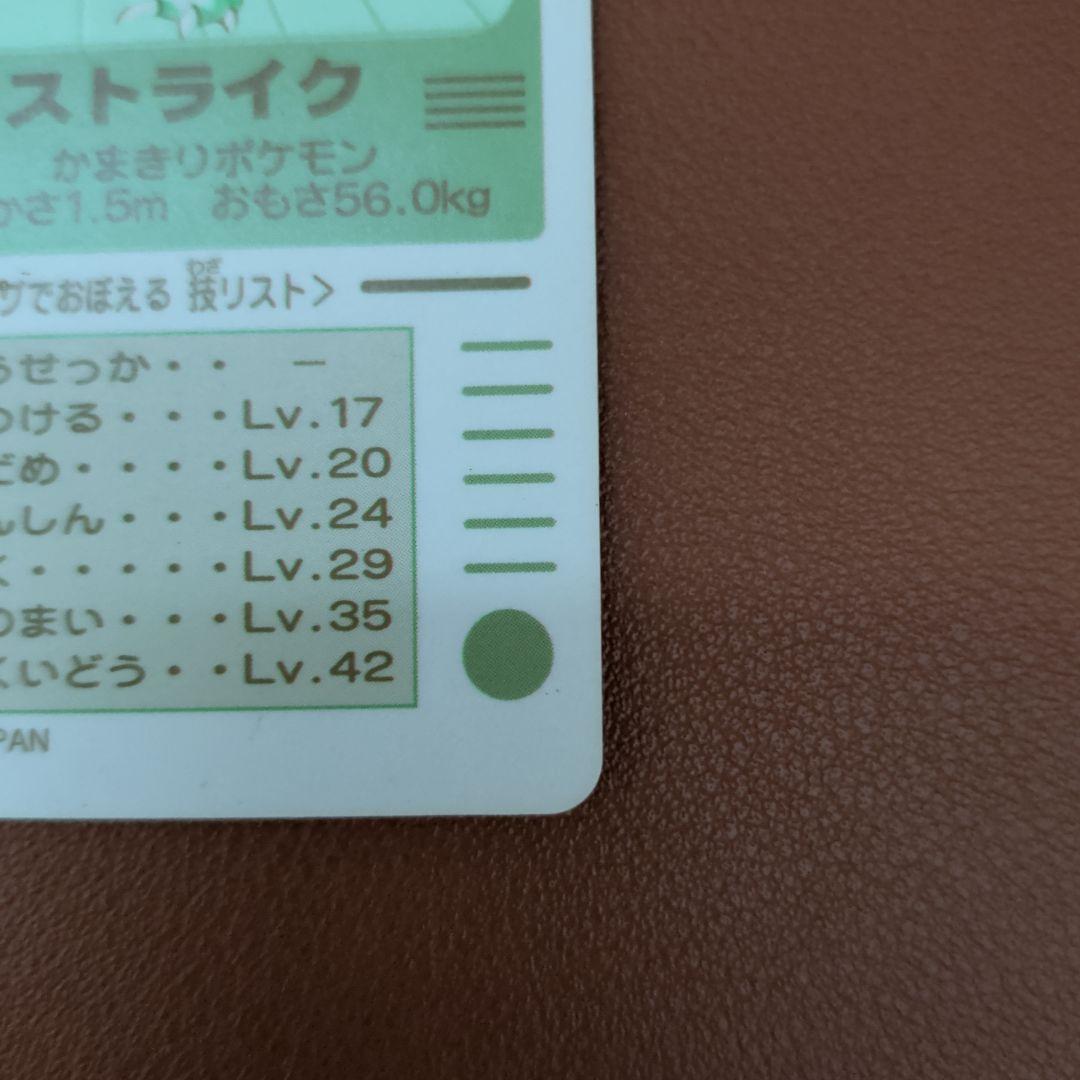 ストライク
かまきりポケモン
かさ1.5m おもさ56.0kg
わざ
ザでおぼえる 技リスト>
うせっか・・ ー
つける・・・Lv.17
だめ・・・・Lv.20
んしん・・・Lv.24
く・・・・・Lv.29
のまい・・・Lv.35
くいどう・・Lv.42
PAN